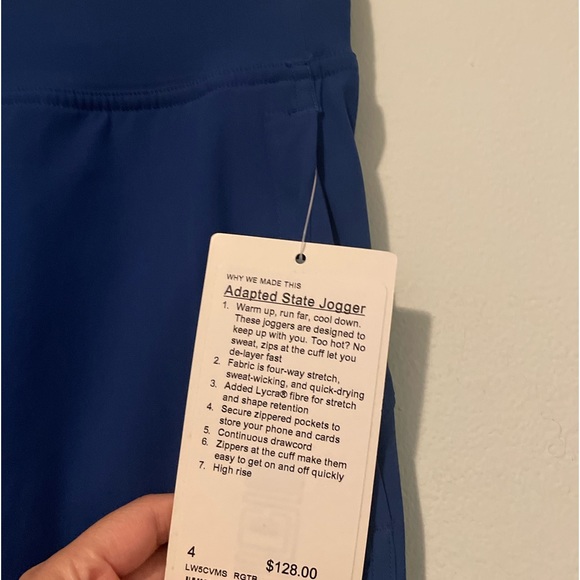 WHY WE MADE THIS
Adapted State Jogger
1. Warm up, run far, cool down.
These joggers are designed to
keep up with you. Too hot? No
sweat, zips at the cuff let you
de-layer fast
2. Fabric is four-way stretch,
sweat-wicking, and quick-drying
3. Added Lycra® fibre for stretch
and shape retention
4. Secure zippered pockets to
store your phone and cards
5. Continuous drawcord
6. Zippers at the cuff make them
easy to get on and off quickly
7. High rise
4 $128.00
LW5CVMS RGTB